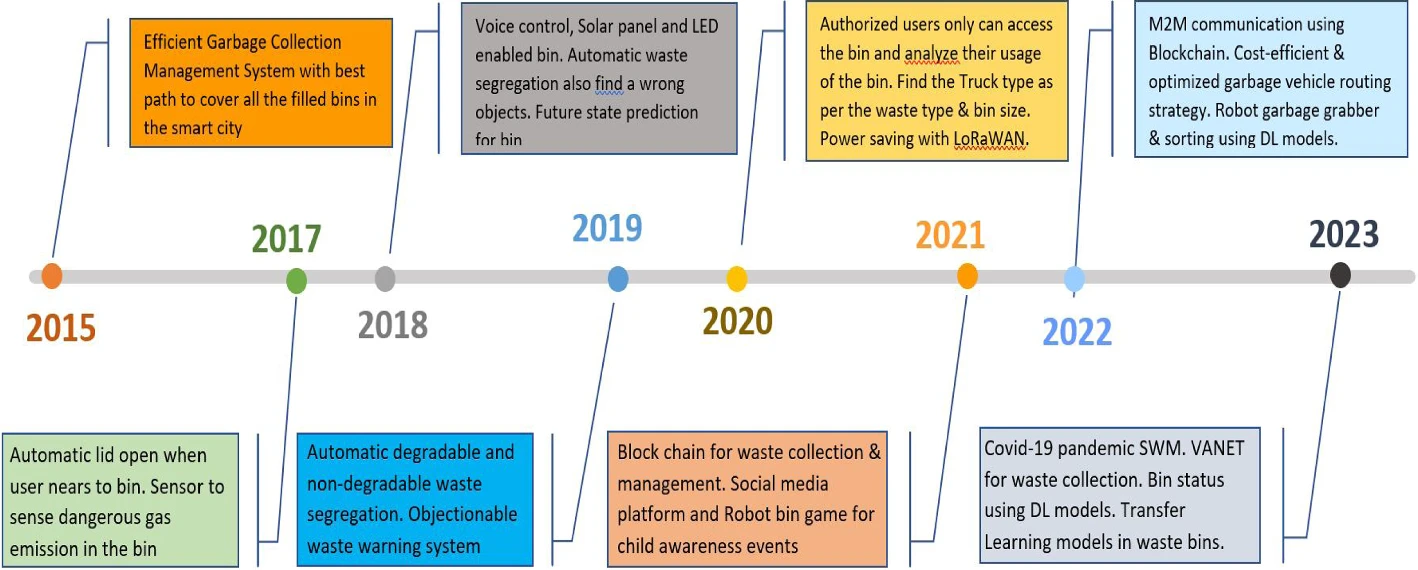 Efficient Garbage Collection
Management System with best
path to cover all the filled bins in
the smart city
Voice control, Solar panel and LED
enabled bin. Automatic waste
segregation also find a wrong
objects. Future state prediction
for bin
Authorized users only can access
the bin and analyze their usage
of the bin. Find the Truck type as
per the waste type & bin size.
Power saving with LoRaWAN.
M2M communication using
Blockchain. Cost-efficient &
optimized garbage vehicle routing
strategy. Robot garbage grabber
& sorting using DL models.
2015
2017
2018
2019
2020
2021
2022
2023
Automatic lid open when
user nears to bin. Sensor to
sense dangerous gas
emission in the bin
Automatic degradable and
non-degradable waste
segregation. Objectionable
waste warning system
Block chain for waste collection &
management. Social media
platform and Robot bin game for
child awareness events
Covid-19 pandemic SWM. VANET
for waste collection. Bin status
using DL models. Transfer
Learning models in waste bins.